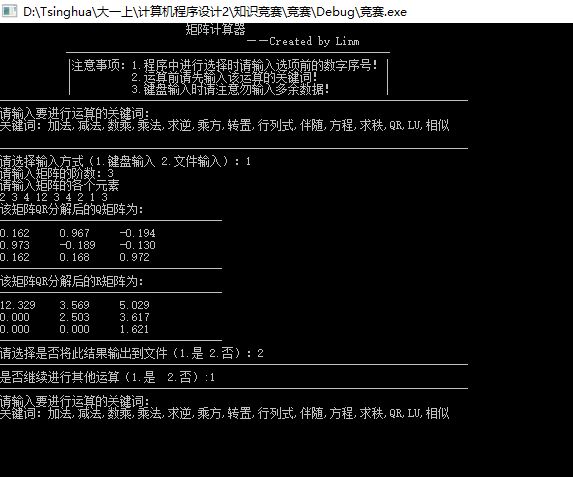 D:\Tsinghua\大一上\计算机程序设计2\知识竞赛\竞赛\Debug\竞赛.exe
矩阵计算器
——Created by Linm
注意事项：1.程序中进行选择时请输入选项前的数字序号！
2.运算前请先输入该运算的关键词！
3.键盘输入时请注意勿输入多余数据！
请输入要进行运算的关键词：
关键词：加法,减法,数乘,乘法,求逆,乘方,转置,行列式,伴随,方程,求秩,QR,LU,相似
请选择输入方式（1.键盘输入 2.文件输入）：1
请输入矩阵的阶数：3
请输入矩阵的各个元素
2 3 4 12 3 4 2 1 3
该矩阵QR分解后的Q矩阵为：
0.162 0.967 -0.194
0.973 -0.189 -0.130
0.162 0.168 0.972
该矩阵QR分解后的R矩阵为：
12.329 3.569 5.029
0.000 2.503 3.617
0.000 0.000 1.621
请选择是否将此结果输出到文件（1.是 2.否）：2
是否继续进行其他运算（1.是 2.否）:1
请输入要进行运算的关键词：
关键词：加法,减法,数乘,乘法,求逆,乘方,转置,行列式,伴随,方程,求秩,QR,LU,相似